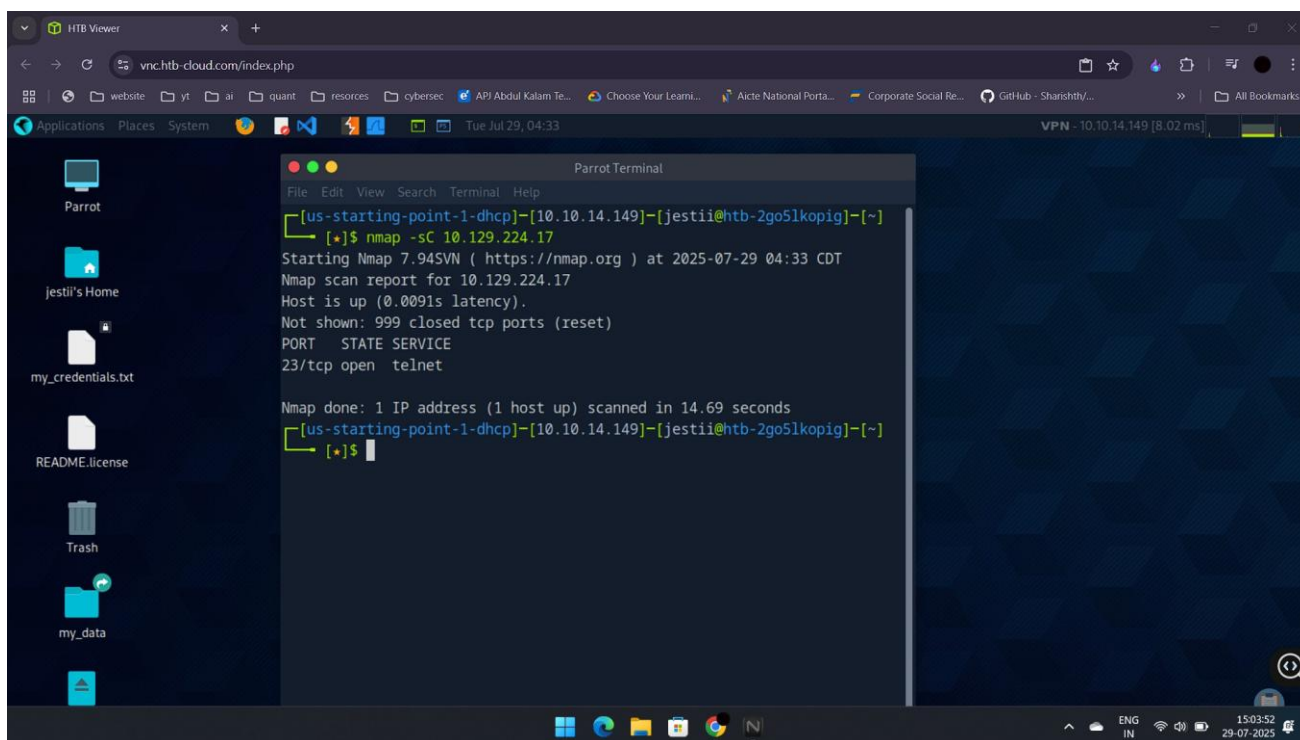 HTB Viewer
vnc.htb-cloud.com/index.php
website yt ai quant resorces cybersec APJ Abdul Kalam Te... Choose Your Learni... Aicte National Porta... Corporate Social Re... GitHub - Sharishth/... » All Bookmarks
Applications Places System Tue Jul 29, 04:33 VPN - 10.10.14.149 [8.02 ms]
Parrot Terminal
File Edit View Search Terminal Help
Parrot
jestii's Home
my_credentials.txt
README.license
Trash
my_data
┌─[us-starting-point-1-dhcp]─[10.10.14.149]─[jestii@htb-2go5lkopig]─[~]
└──╼ [★]$ nmap -sC 10.129.224.17
Starting Nmap 7.94SVN ( https://nmap.org ) at 2025-07-29 04:33 CDT
Nmap scan report for 10.129.224.17
Host is up (0.0091s latency).
Not shown: 999 closed tcp ports (reset)
PORT   STATE SERVICE
23/tcp open  telnet
Nmap done: 1 IP address (1 host up) scanned in 14.69 seconds
┌─[us-starting-point-1-dhcp]─[10.10.14.149]─[jestii@htb-2go5lkopig]─[~]
└──╼ [★]$
ENG
IN
15:03:52
29-07-2025